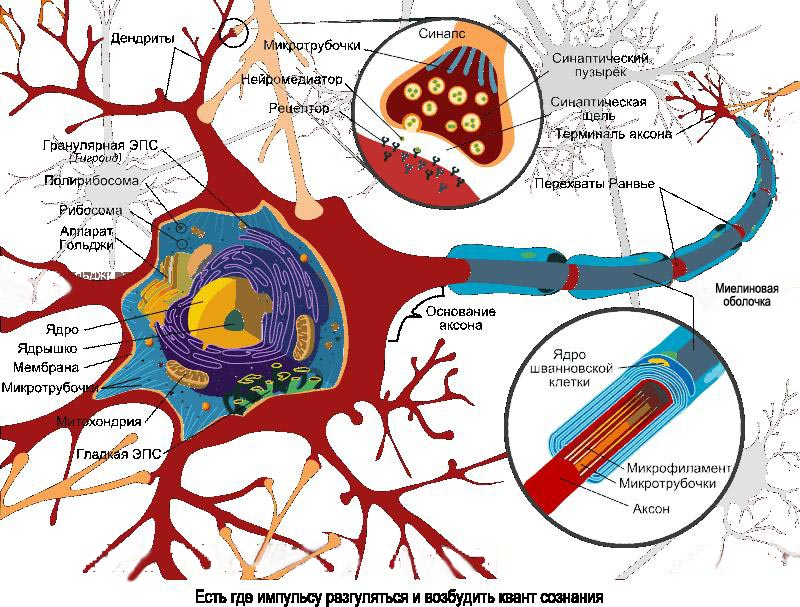 Дендриты
Микротрубочки
Нейромедиатор
Рецептор
Синапс
Синаптический
пузырёк
Синаптическая
щель
Терминаль аксона
Гранулярная ЭПС
(Тигроид)
Полирибосома
Рибосома
Аппарат
Гольджи
льджи
Перехваты Ранвье
Миелиновая
оболочка
Основание
аксона
Ядро
Ядрышко
Мембрана
Микротрубочки
Митохондрия
Гладкая ЭПС
Ядро
шванновской
клетки
Микрофиламент
Микротрубочки
Аксон
Есть где импульсу разгуляться и возбудить квант сознания